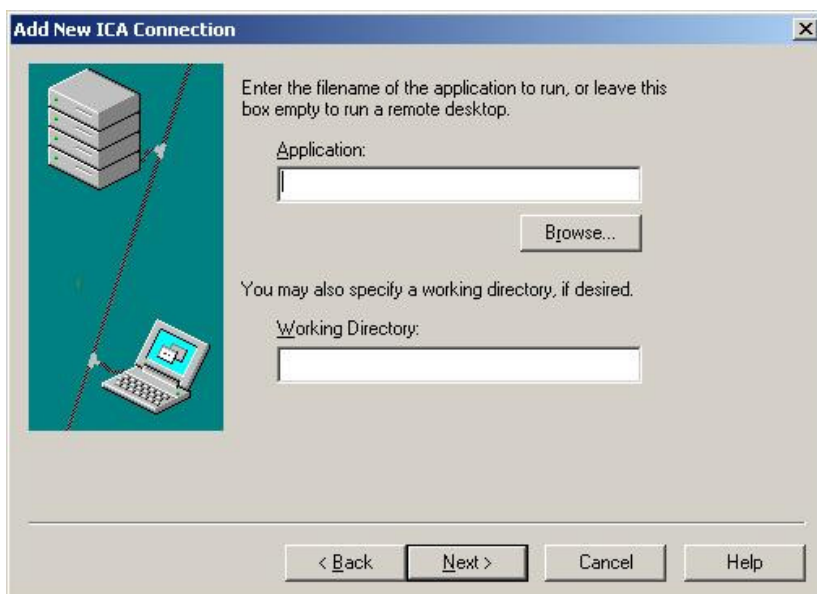 Add New ICA Connection
Enter the filename of the application to run, or leave this
box empty to run a remote desktop.
Application:
Browse...
You may also specify a working directory, if desired.
Working Directory:
< Back
Next >
Cancel
Help